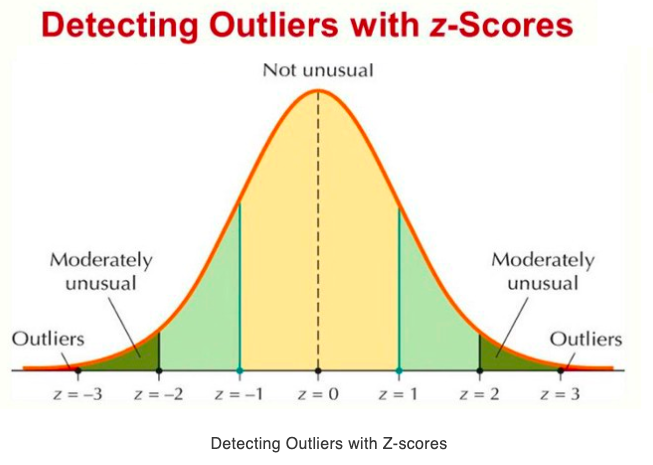 Detecting Outliers with z-Scores
Not unusual
Moderately
unusual
Moderately
unusual
Outliers
Outliers
z = –3
z = –2
z = –1
z = 0
z = 1
z = 2
z = 3
Detecting Outliers with Z-scores